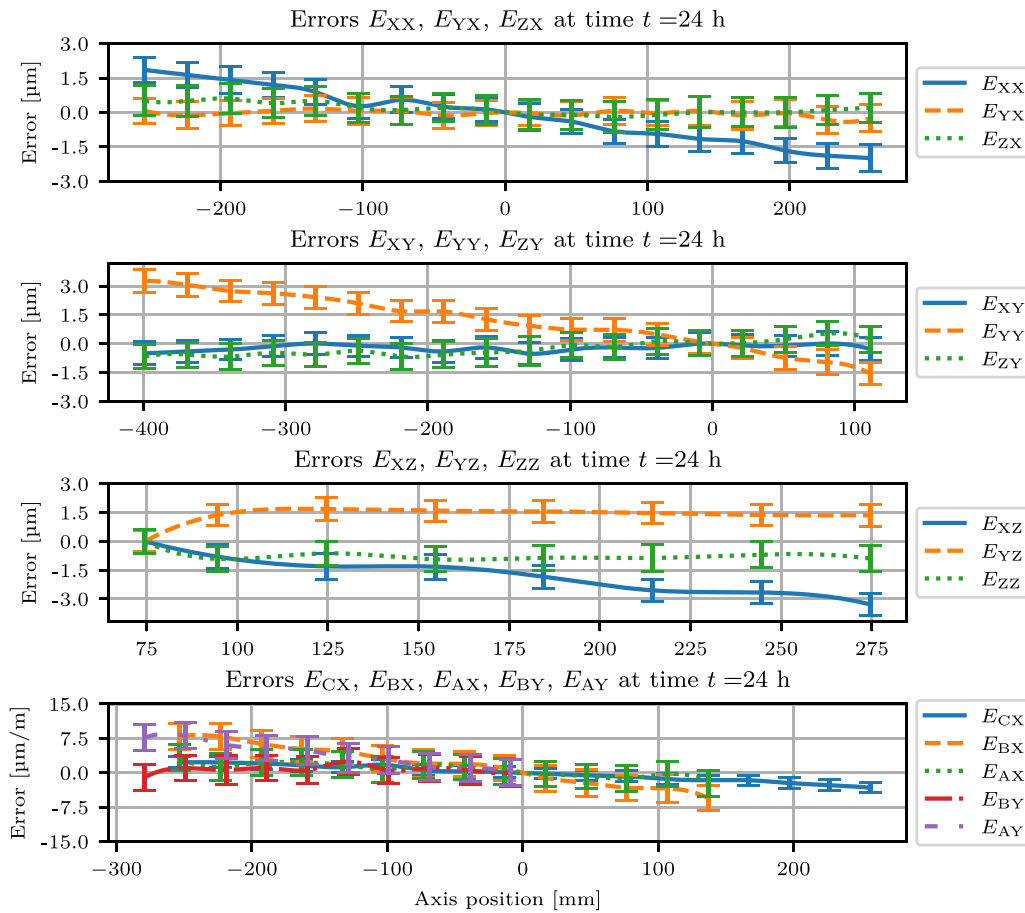 Errors E_XX, E_YX, E_ZX at time t =24 h
Error [µm]
3.0
1.5
0.0
-1.5
-3.0
−200
−100
0
100
200
E_XX
E_YX
E_ZX
Errors E_XY, E_YY, E_ZY at time t =24 h
Error [µm]
3.0
1.5
0.0
-1.5
-3.0
−400
−300
−200
−100
0
100
E_XY
E_YY
E_ZY
Errors E_XZ, E_YZ, E_ZZ at time t =24 h
Error [µm]
3.0
1.5
0.0
-1.5
-3.0
75
100
125
150
175
200
225
250
275
E_XZ
E_YZ
E_ZZ
Errors E_CX, E_BX, E_AX, E_BY, E_AY at time t =24 h
Error [µm/m]
15.0
7.5
0.0
-7.5
-15.0
−300
−200
−100
0
100
200
E_CX
E_BX
E_AX
E_BY
E_AY
Axis position [mm]